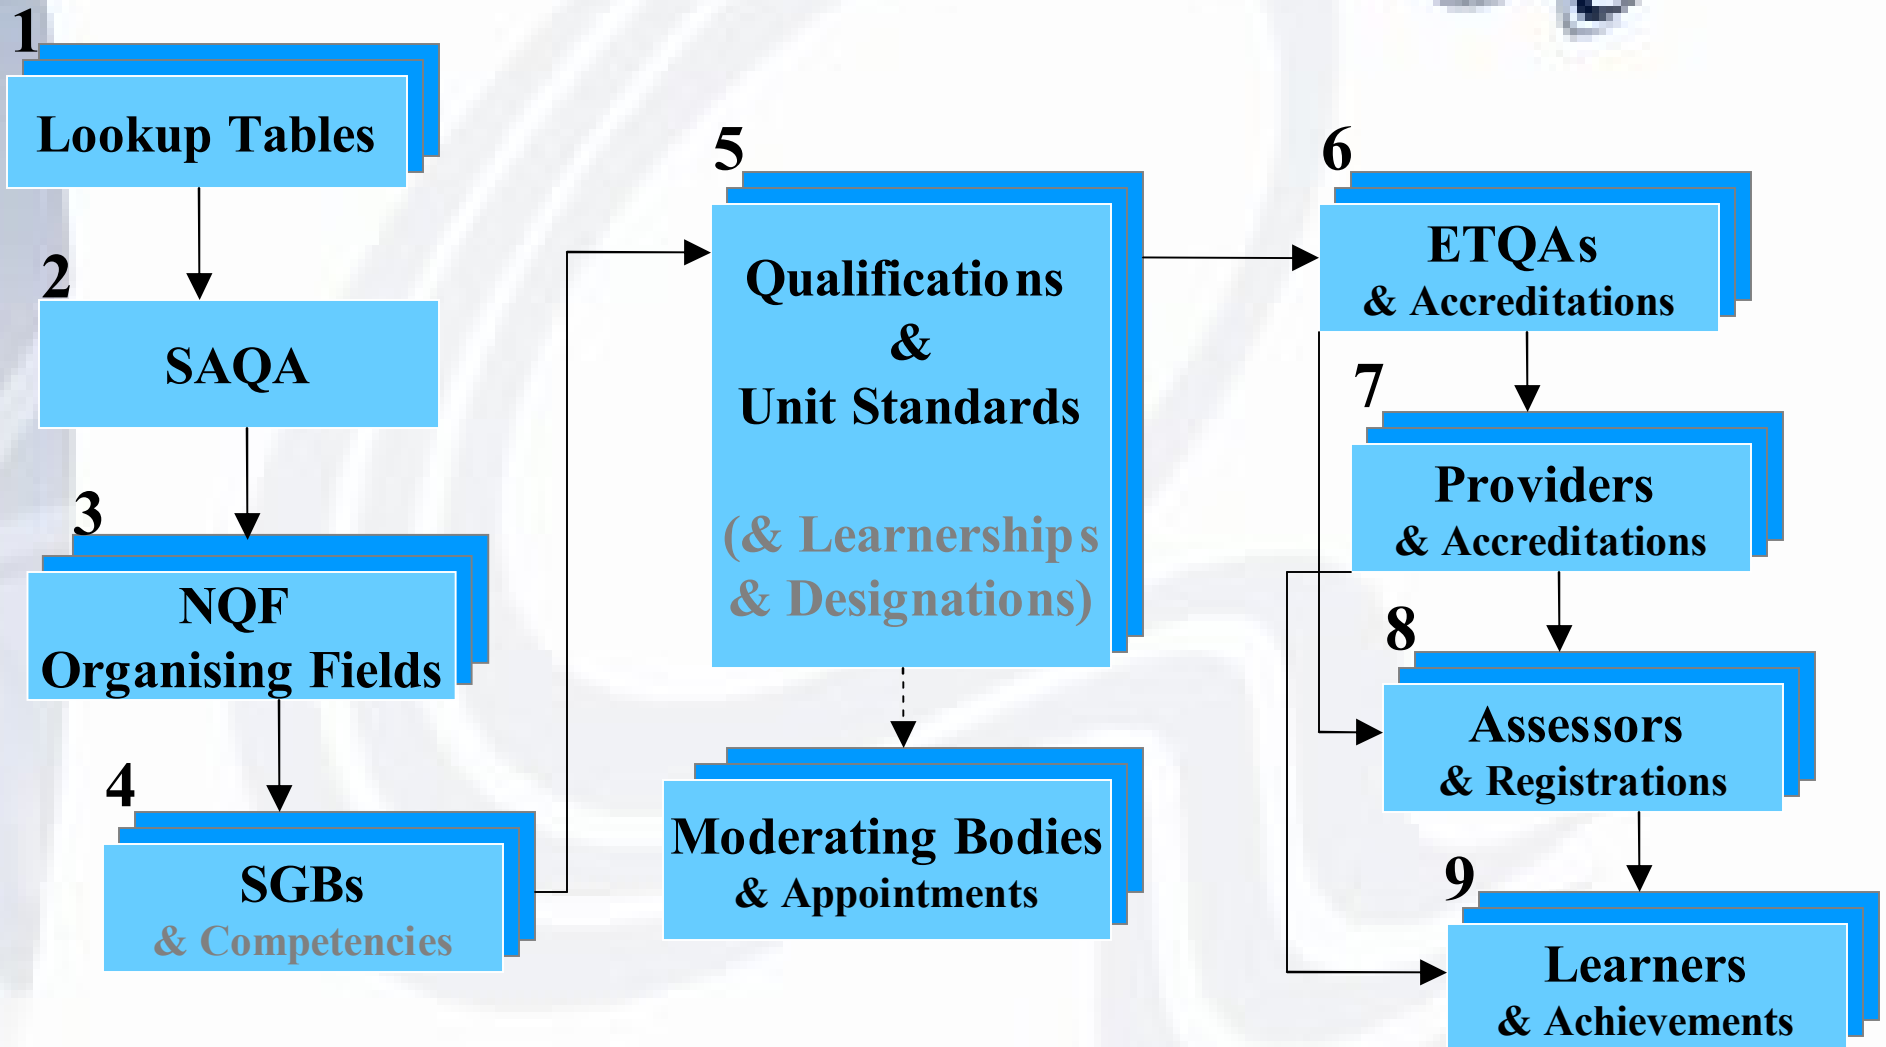 1
Lookup Tables
2
SAQA
3
NQF
Organising Fields
4
SGBs
& Competencies
5
Qualifications
&
Unit Standards
(& Learnerships
& Designations)
Moderating Bodies
& Appointments
6
ETQAs
& Accreditations
7
Providers
& Accreditations
8
Assessors
& Registrations
9
Learners
& Achievements